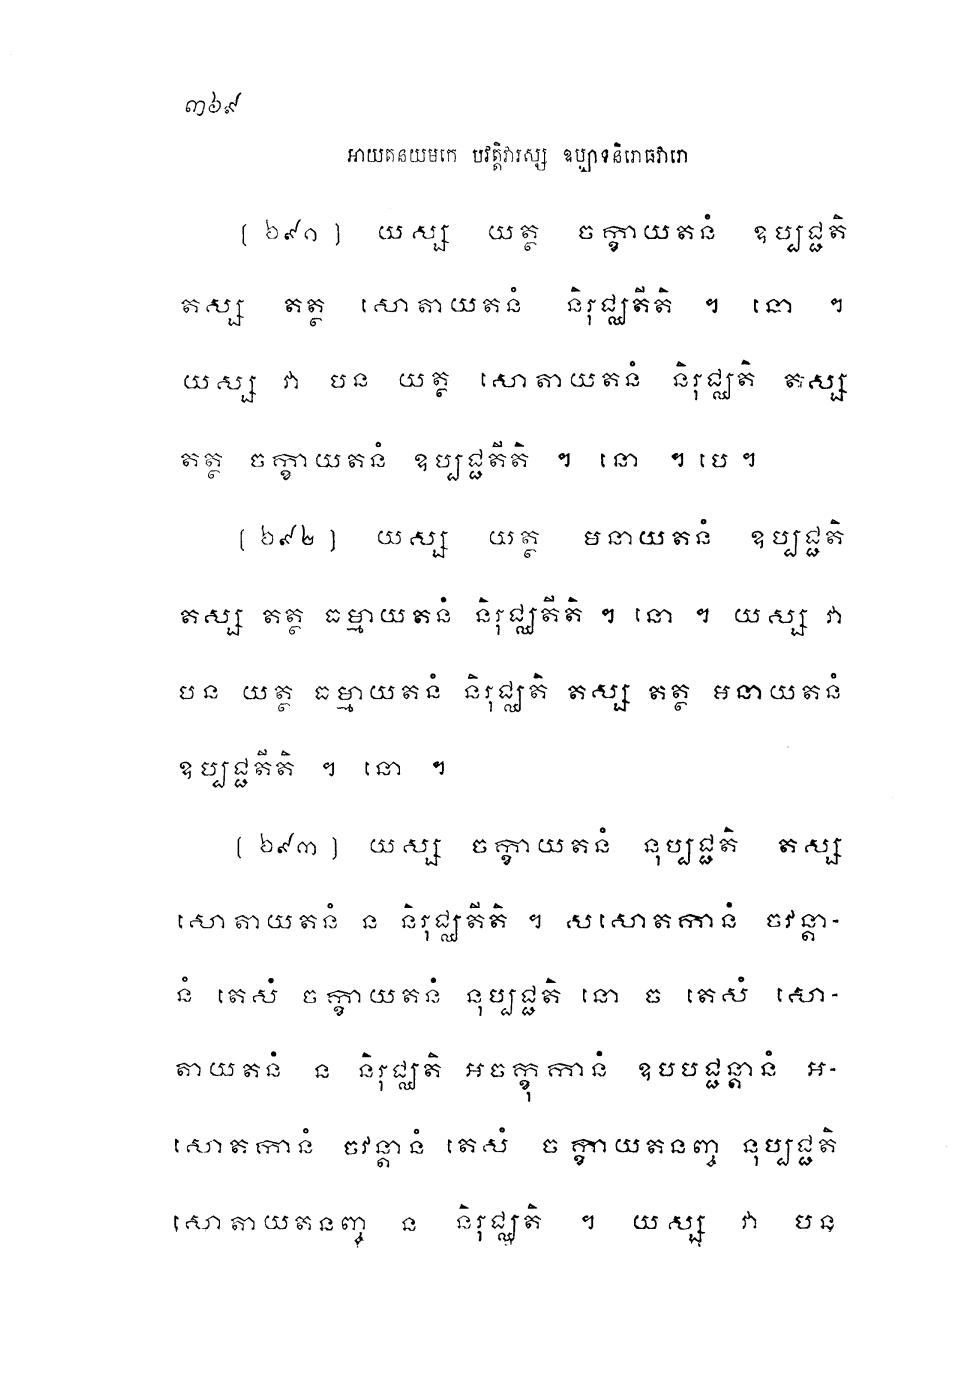 ៣៦៩
អាយតនយមកេ បវត្តិវារស្ស ឧប្បាទនិរោធវារោ
( ៦៩១ ) យស្ស យត្ថ ចក្ខាយតនំ ឧប្បជ្ជតិ
តស្ស តត្ថ សោតាយតនំ និរុជ្ឈតីតិ ។ នោ ។
យស្ស វា បន យត្ថ សោតាយតនំ និរុជ្ឈតិ តស្ស
តត្ថ ចក្ខាយតនំ ឧប្បជ្ជតីតិ ។ នោ ។ បេ ។
( ៦៩២ ) យស្ស យត្ថ មនាយតនំ ឧប្បជ្ជតិ
តស្ស តត្ថ ធម្មាយតនំ និរុជ្ឈតីតិ ។ នោ ។ យស្ស វា
បន យត្ថ ធម្មាយតនំ និរុជ្ឈតិ តស្ស តត្ថ មនាយតនំ
ឧប្បជ្ជតីតិ ។ នោ ។
( ៦៩៣ ) យស្ស ចក្ខាយតនំ នុប្បជ្ជតិ តស្ស
សោតាយតនំ ន និរុជ្ឈតីតិ ។ សសោតកានំ ចវន្តា-
នំ តេសំ ចក្ខាយតនំ នុប្បជ្ជតិ នោ ច តេសំ សោ-
តាយតនំ ន និរុជ្ឈតិ អចក្ខុកានំ ឧបបជ្ជន្តានំ អ-
សោតកានំ ចវន្តានំ តេសំ ចក្ខាយតនញ្ច នុប្បជ្ជតិ
សោតាយតនញ្ច ន និរុជ្ឈតិ ។ យស្ស វា បន